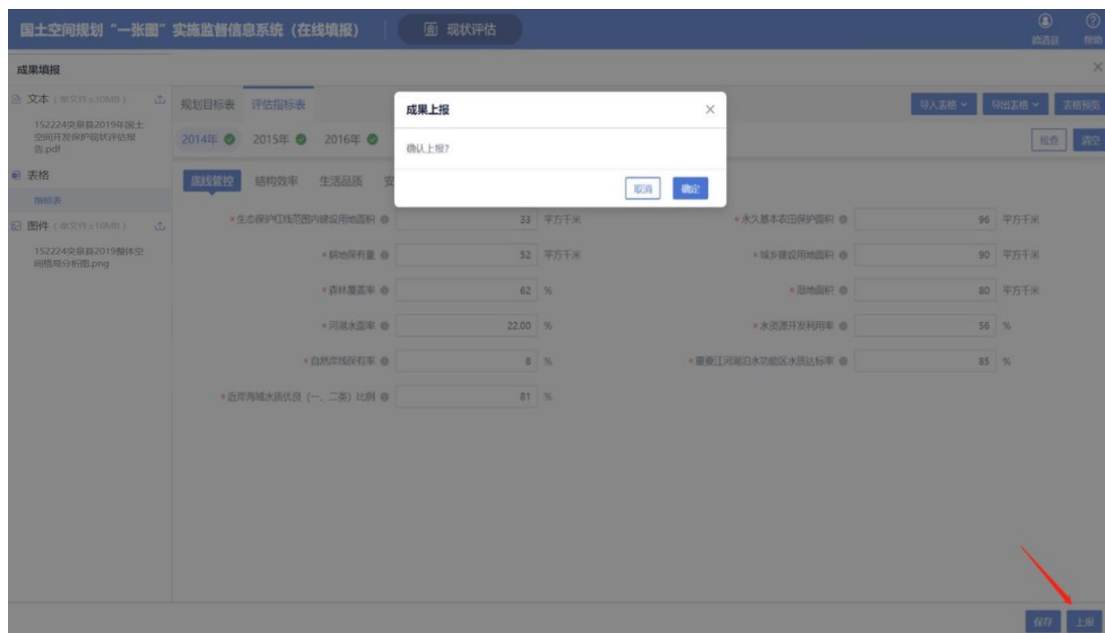 国土空间规划“一张图”实施监督信息系统（在线填报）
现状评估
帮助
成果填报
文本（单文件≤30MB）
152224突泉县2019年国土
空间开发保护现状评估报
告.pdf
表格
指标表
图件（单文件≤10MB）
152224突泉县2019整体空
间格局分析图.png
规划目标表 评估指标表
导入表格 导出表格 表格预览
2014年 2015年 2016年
检查 清空
成果上报
确认上报?
取消 确定
底线管控 结构效率 生活品质 安
*生态保护红线范围内建设用地面积 33 平方千米
*永久基本农田保护面积 96 平方千米
*耕地保有量 52 平方千米
*城乡建设用地面积 90 平方千米
*森林覆盖率 62 %
*湿地面积 80 平方千米
*河湖水面率 22.00 %
*水资源开发利用率 56 %
*自然岸线保有率 8 %
*重要江河湖泊水功能区水质达标率 85 %
*近岸海域水质优良（一、二类）比例 81 %
保存 上报